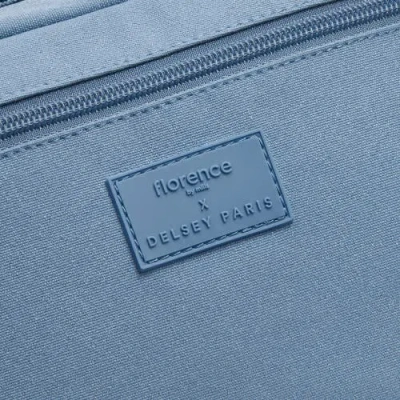 florence
by mills
X
DELSEY PARIS